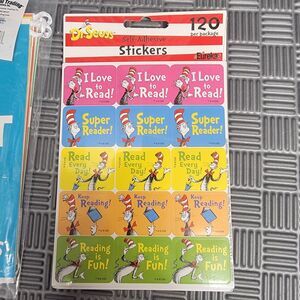 Trading
Dr. Seuss
Self-Adhesive
Stickers
120
per package
Eureka
I Love to Read!
I Love to Read!
I Love to Read!
Super Reader!
Super Reader!
Super Reader!
Read Every Day!
Read Every Day!
Read Every Day!
Keep Reading!
Keep Reading!
Keep Reading!
Reading is Fun!
Reading is Fun!
Reading is Fun!